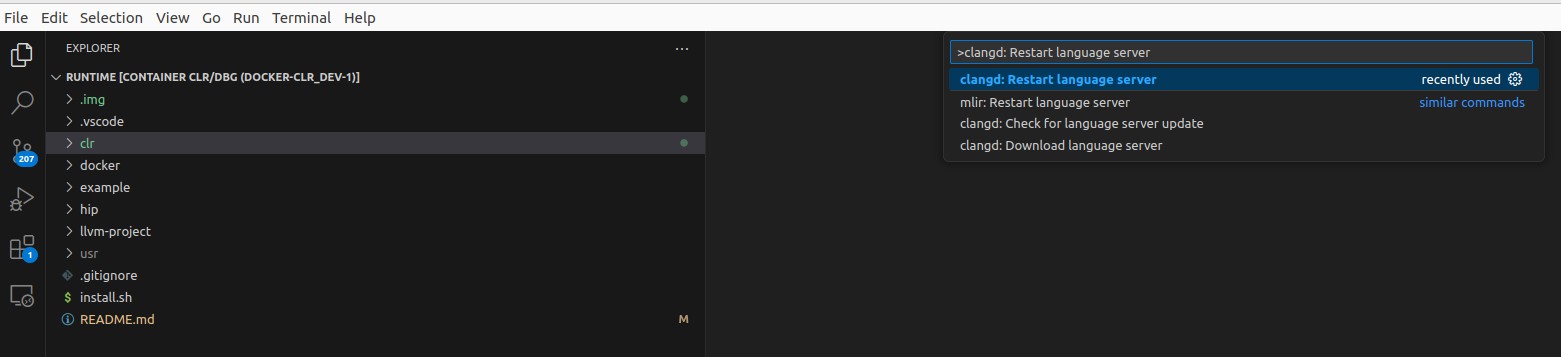 File Edit Selection View Go Run Terminal Help
EXPLORER
RUNTIME [CONTAINER CLR/DBG (DOCKER-CLR_DEV-1)]
.img
.vscode
clr
docker
example
hip
llvm-project
usr
.gitignore
$ install.sh
README.md M
207
1
>clangd: Restart language server
clangd: Restart language server recently used
mlir: Restart language server similar commands
clangd: Check for language server update
clangd: Download language server